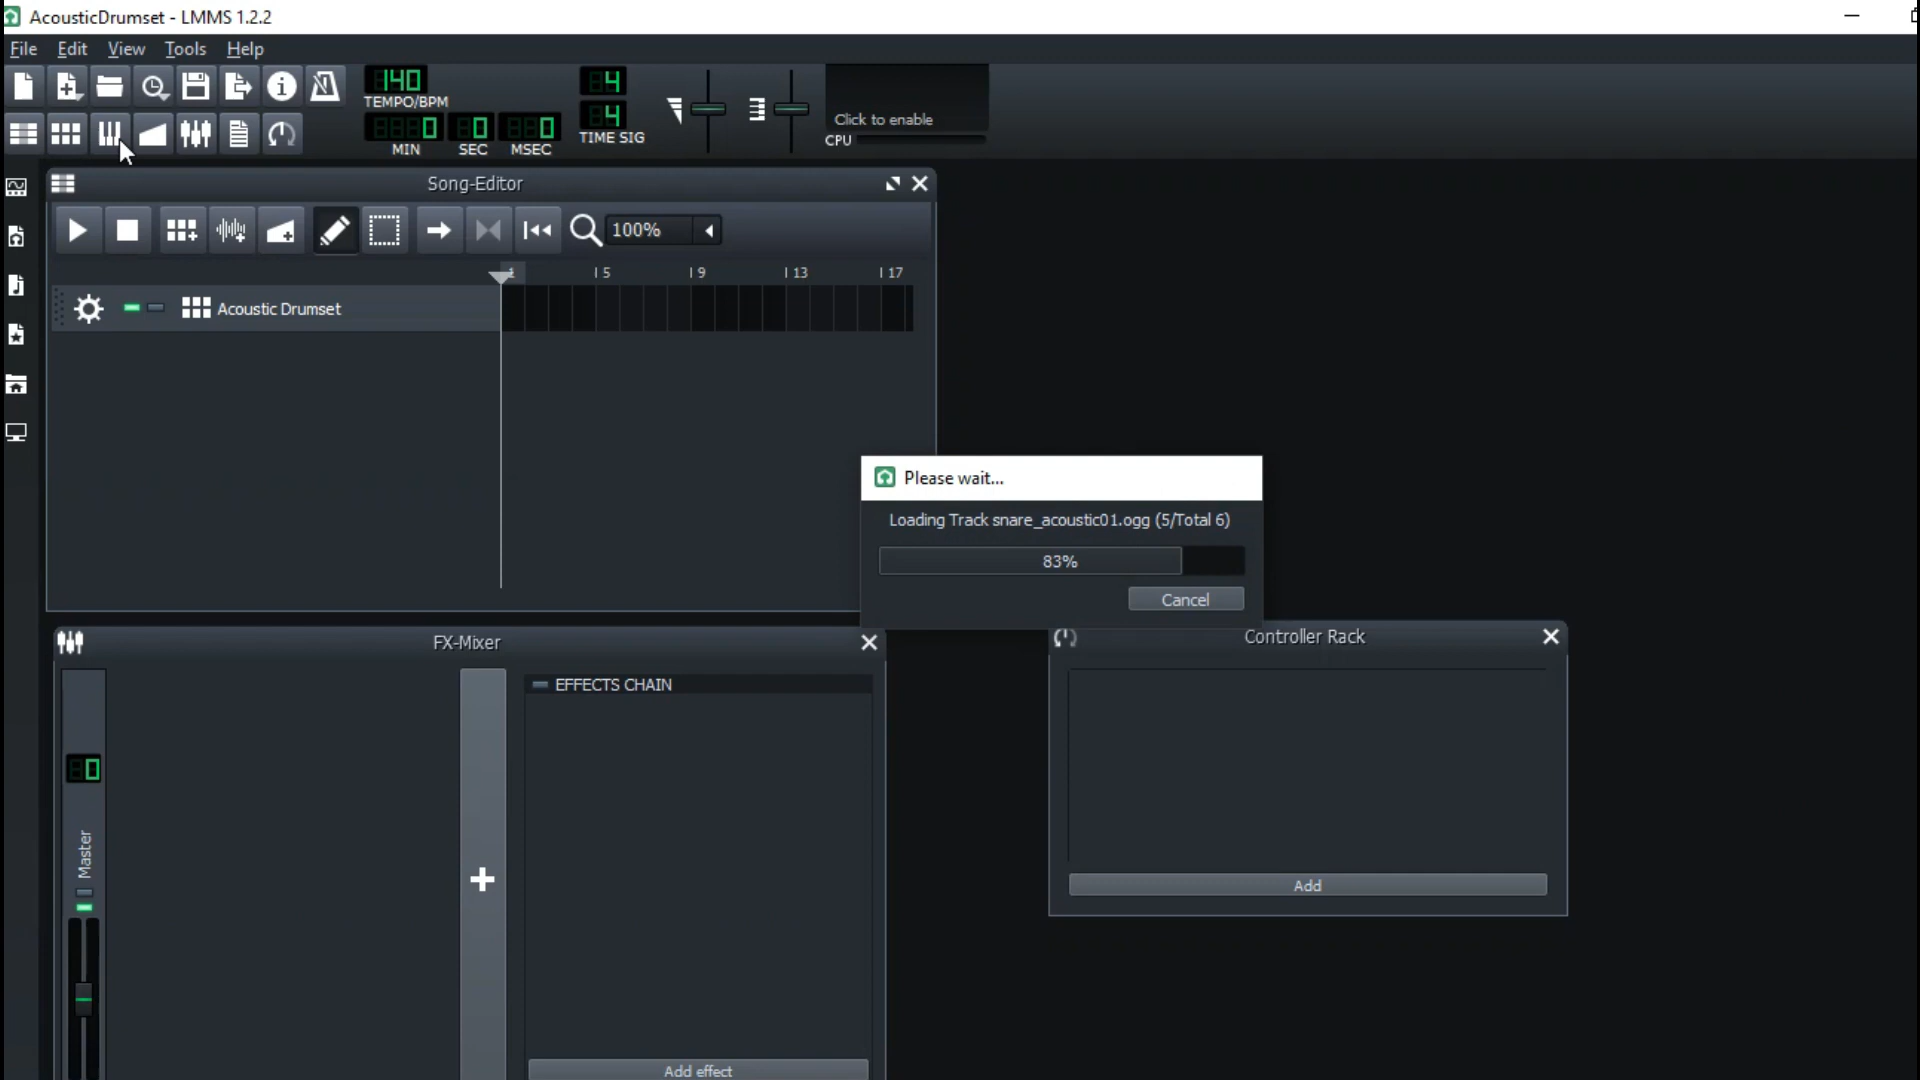 AcousticDrumset - LMMS 1.2.2
File Edit View Tools Help
140
TEMPO/BPM
4
4
TIME SIG
0 0 0
MIN SEC MSEC
Click to enable
CPU
Song-Editor
100%
1 5 9 13 17
Acoustic Drumset
Please wait...
Loading Track snare_acoustic01.ogg (5/Total 6)
83%
Cancel
FX-Mixer
EFFECTS CHAIN
0
Master
Add effect
Controller Rack
Add